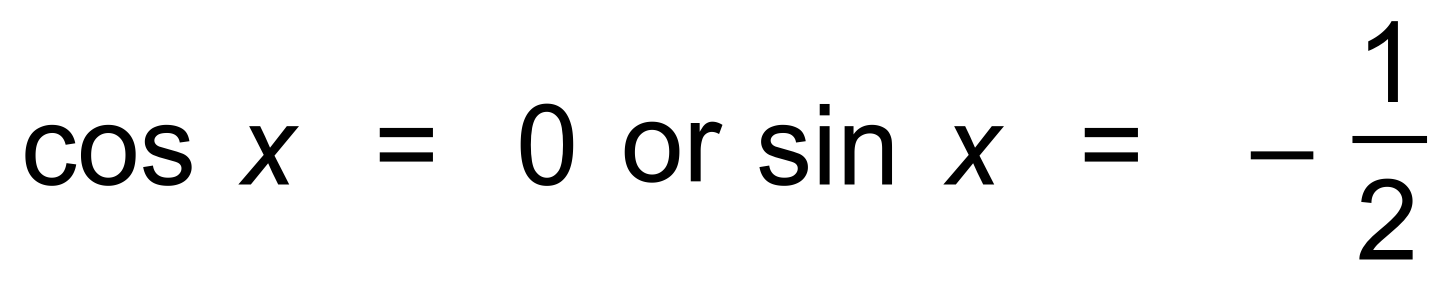 cos x = 0 or sin x = – 1/2